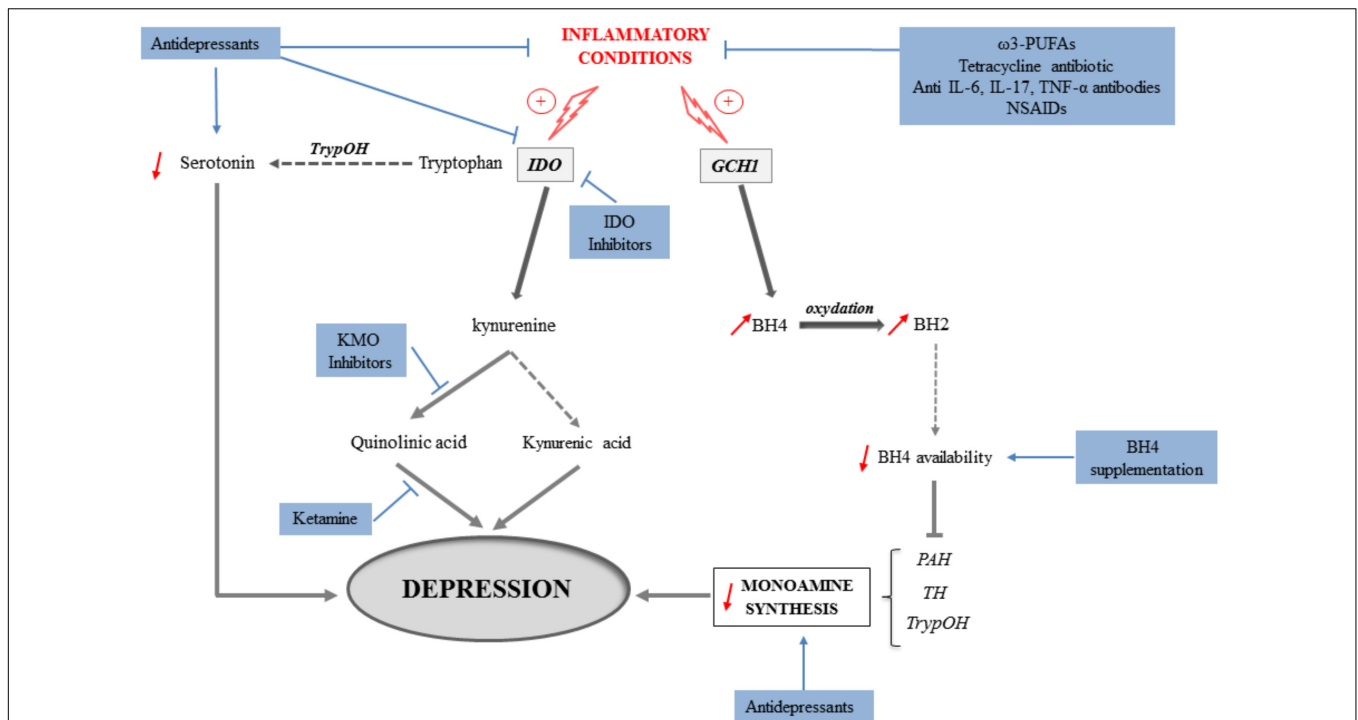 Antidepressants
INFLAMMATORY
CONDITIONS
ω3-PUFAs
Tetracycline antibiotic
Anti IL-6, IL-17, TNF-α antibodies
NSAIDs
+
+
Serotonin
TrypOH
Tryptophan
IDO
GCH1
IDO
Inhibitors
kynurenine
BH4
oxydation
BH2
KMO
Inhibitors
Quinolinic acid
Kynurenic acid
BH4 availability
BH4
supplementation
Ketamine
DEPRESSION
MONOAMINE
SYNTHESIS
PAH
TH
TrypOH
Antidepressants